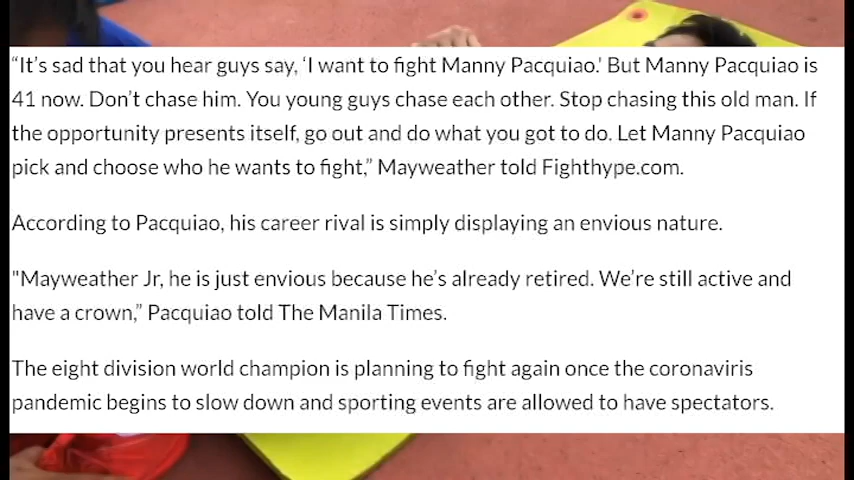 “It’s sad that you hear guys say, ‘I want to fight Manny Pacquiao.’ But Manny Pacquiao is
41 now. Don’t chase him. You young guys chase each other. Stop chasing this old man. If
the opportunity presents itself, go out and do what you got to do. Let Manny Pacquiao
pick and choose who he wants to fight,” Mayweather told Fighthype.com.
According to Pacquiao, his career rival is simply displaying an envious nature.
"Mayweather Jr, he is just envious because he’s already retired. We’re still active and
have a crown,” Pacquiao told The Manila Times.
The eight division world champion is planning to fight again once the coronaviris
pandemic begins to slow down and sporting events are allowed to have spectators.